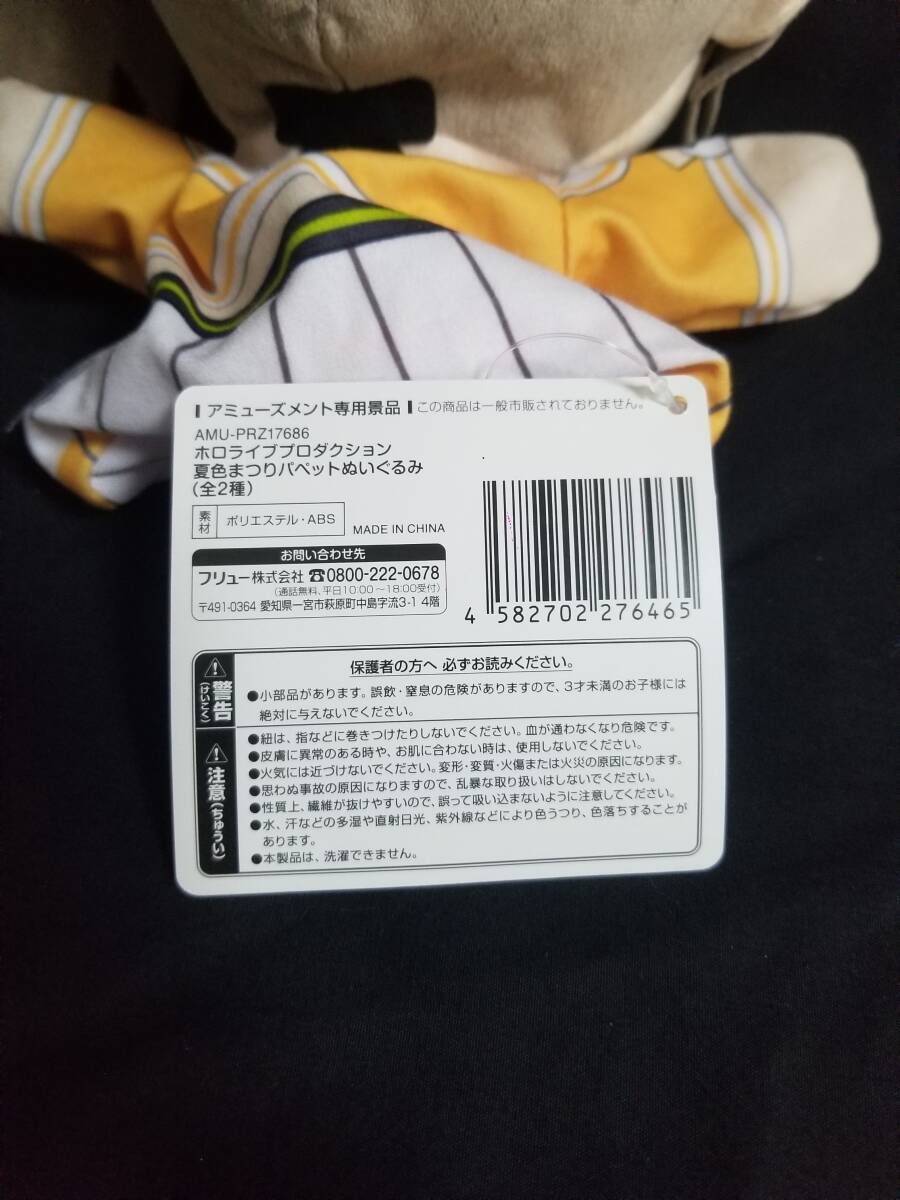 アミューズメント専用景品 この商品は一般市販されておりません。
AMU-PRZ17686
ホロライブプロダクション
夏色まつりパペットぬいぐるみ
(全2種)
素材 ポリエステル・ABS MADE IN CHINA
お問い合わせ先
フリュー株式会社 ☎0800-222-0678
(通話無料、平日10:00～18:00受付)
〒491-0364 愛知県一宮市萩原町中島字流3-1 4階
4 582702 276465
警告(けいこく)
保護者の方へ 必ずお読みください。
●小部品があります。誤飲・窒息の危険がありますので、3才未満のお子様には
絶対に与えないでください。
注意(ちゅうい)
●紐は、指などに巻きつけたりしないでください。血が通わなくなり危険です。
●皮膚に異常のある時や、お肌に合わない時は、使用しないでください。
●火気には近づけないでください。変形・変質・火傷または火災の原因になります。
●思わぬ事故の原因になりますので、乱暴な取り扱いはしないでください。
●性質上、繊維が抜けやすいので、誤って吸い込まないように注意してください。
●水、汗などの多湿や直射日光、紫外線などにより色うつり、色落ちすることが
あります。
●本製品は、洗濯できません。